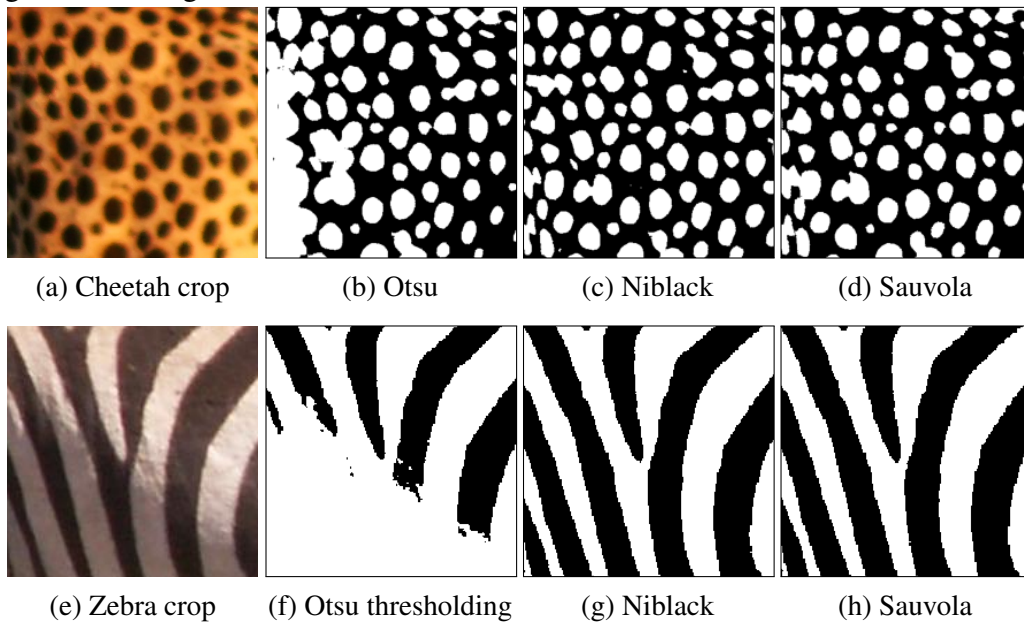 (a) Cheetah crop (b) Otsu (c) Niblack (d) Sauvola
(e) Zebra crop (f) Otsu thresholding (g) Niblack (h) Sauvola